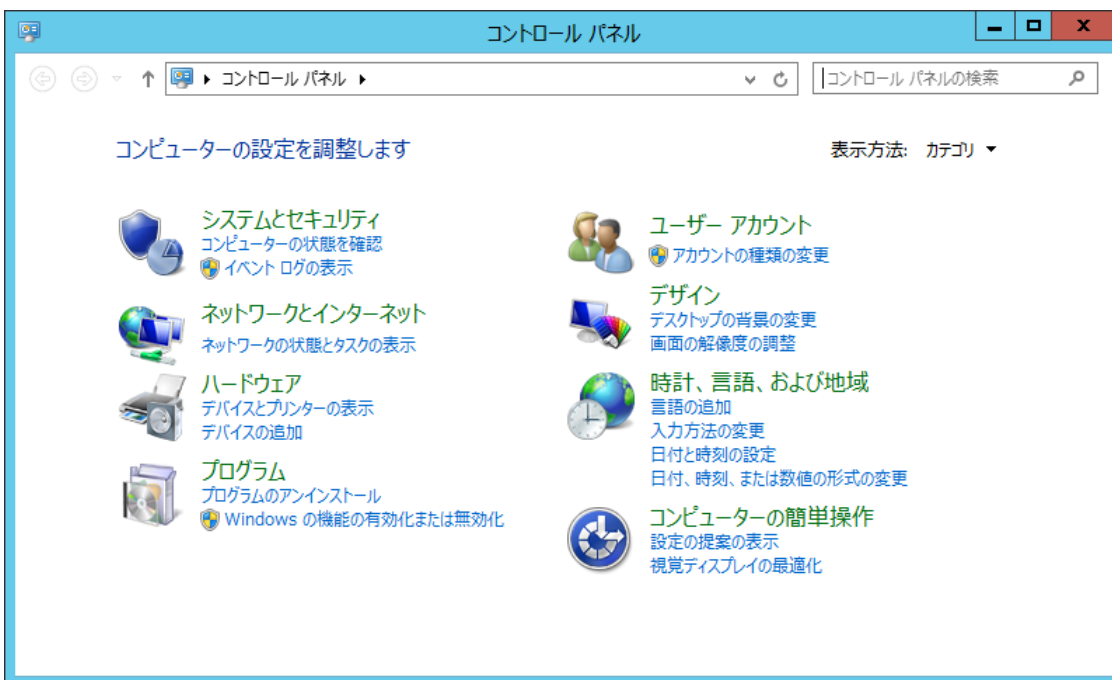 コントロール パネル
コントロール パネル
コントロール パネルの検索
コンピューターの設定を調整します
表示方法: カテゴリ
システムとセキュリティ
コンピューターの状態を確認
イベント ログの表示
ネットワークとインターネット
ネットワークの状態とタスクの表示
ハードウェア
デバイスとプリンターの表示
デバイスの追加
プログラム
プログラムのアンインストール
Windows の機能の有効化または無効化
ユーザー アカウント
アカウントの種類の変更
デザイン
デスクトップの背景の変更
画面の解像度の調整
時計、言語、および地域
言語の追加
入力方法の変更
日付と時刻の設定
日付、時刻、または数値の形式の変更
コンピューターの簡単操作
設定の提案の表示
視覚ディスプレイの最適化